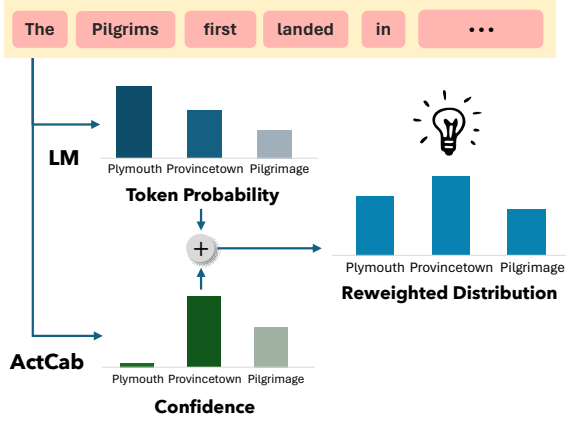 The Pilgrims first landed in ...
LM
Plymouth Provincetown Pilgrimage
Token Probability
+
Plymouth Provincetown Pilgrimage
Reweighted Distribution
ActCab
Plymouth Provincetown Pilgrimage
Confidence